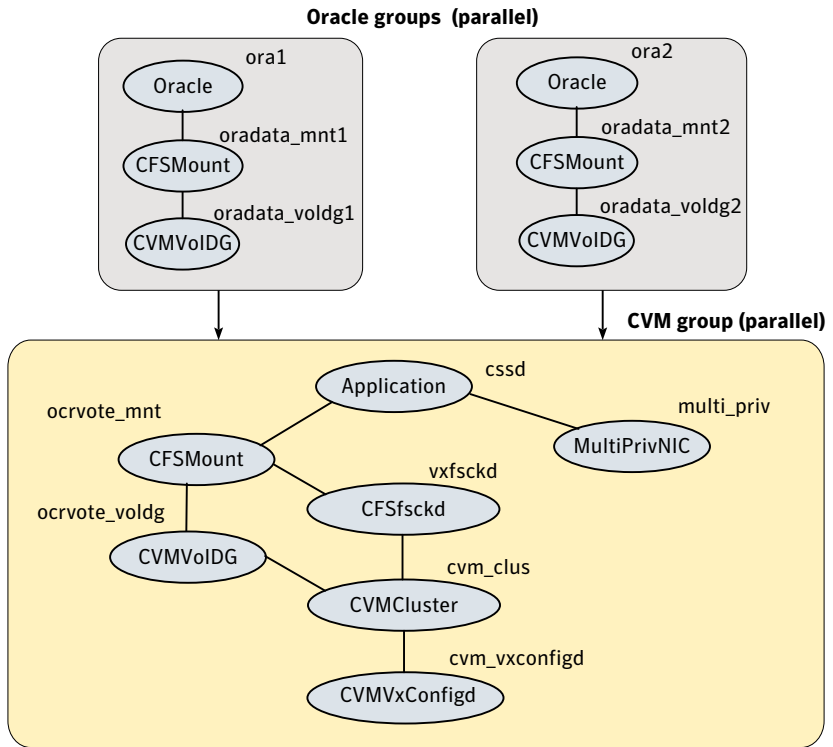 Oracle groups (parallel)
ora1
Oracle
oradata_mnt1
CFSMount
oradata_voldg1
CVMVolDG
ora2
Oracle
oradata_mnt2
CFSMount
oradata_voldg2
CVMVolDG
CVM group (parallel)
cssd
Application
ocrvote_mnt
multi_priv
MultiPrivNIC
CFSMount
vxfsckd
ocrvote_voldg
CFSfsckd
CVMVolDG
cvm_clus
CVMCluster
cvm_vxconfigd
CVMVxConfigd